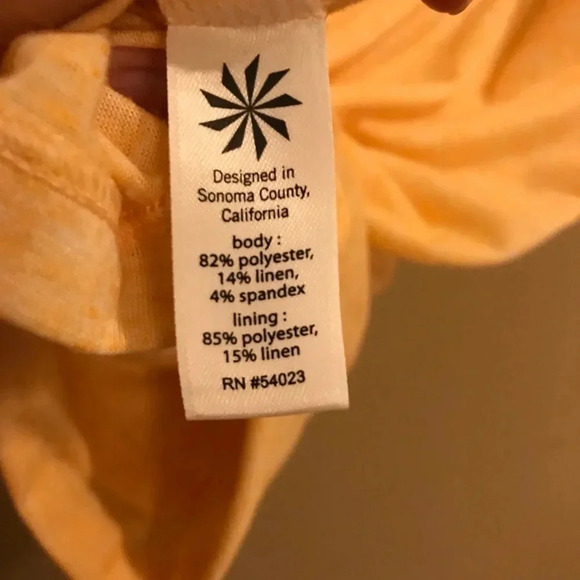 Designed in
Sonoma County,
California
body :
82% polyester,
14% linen,
4% spandex
lining :
85% polyester,
15% linen
RN #54023